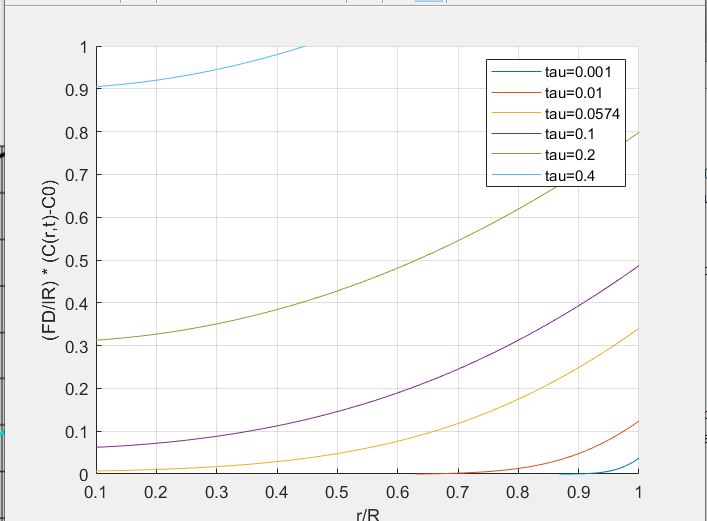 1
0.9
0.8
0.7
0.6
0.5
0.4
0.3
0.2
0.1
0
(FD/IR) * (C(r,t)-C0)
tau=0.001
tau=0.01
tau=0.0574
tau=0.1
tau=0.2
tau=0.4
0.1 0.2 0.3 0.4 0.5 0.6 0.7 0.8 0.9 1
r/R